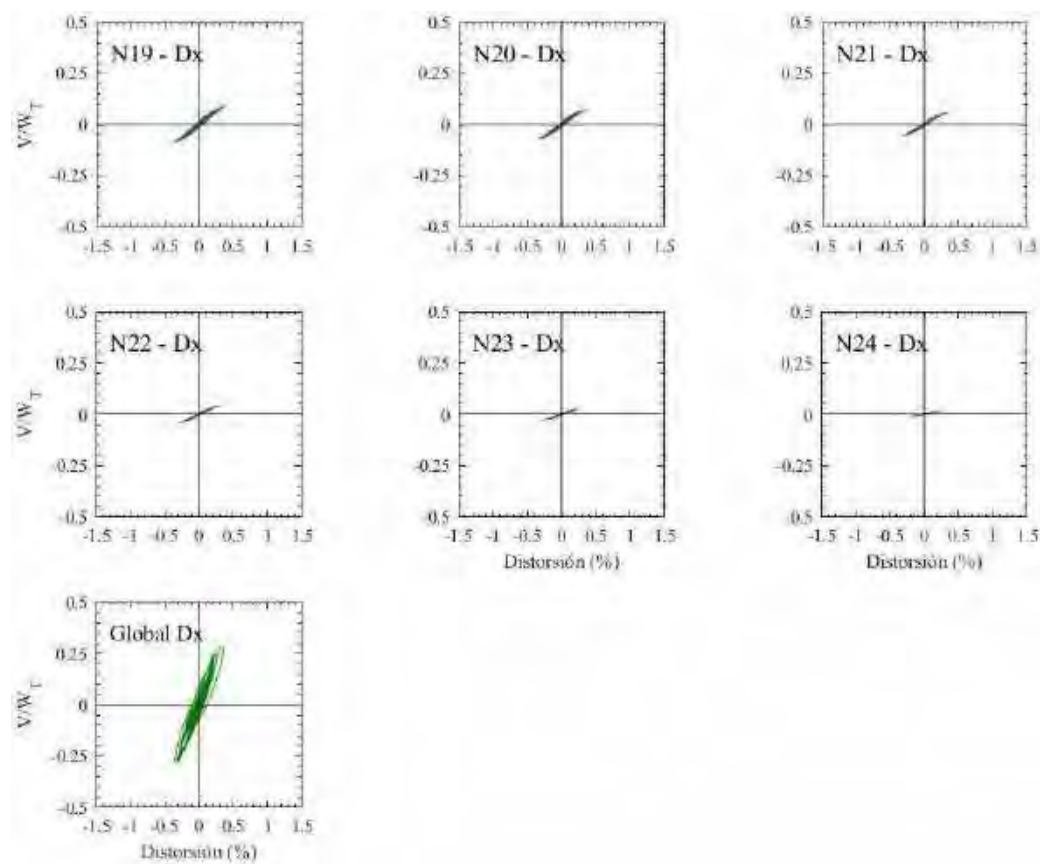 0.5 0.5 0.5
N19 - Dx N20 - Dx N21 - Dx
0.25 0.25 0.25
V/W_T 0 0 0
-0.25 -0.25 -0.25
-0.5 -0.5 -0.5
-1.5 -1 -0.5 0 0.5 1 1.5 -1.5 -1 -0.5 0 0.5 1 1.5 -1.5 -1 -0.5 0 0.5 1 1.5
0.5 0.5 0.5
N22 - Dx N23 - Dx N24 - Dx
0.25 0.25 0.25
V/W_T 0 0 0
-0.25 -0.25 -0.25
-0.5 -0.5 -0.5
-1.5 -1 -0.5 0 0.5 1 1.5 -1.5 -1 -0.5 0 0.5 1 1.5 -1.5 -1 -0.5 0 0.5 1 1.5
Distorsión (%) Distorsión (%)
0.5
Global Dx
0.25
V/W_T 0
-0.25
-0.5
-1.5 -1 -0.5 0 0.5 1 1.5
Distorsión (%)